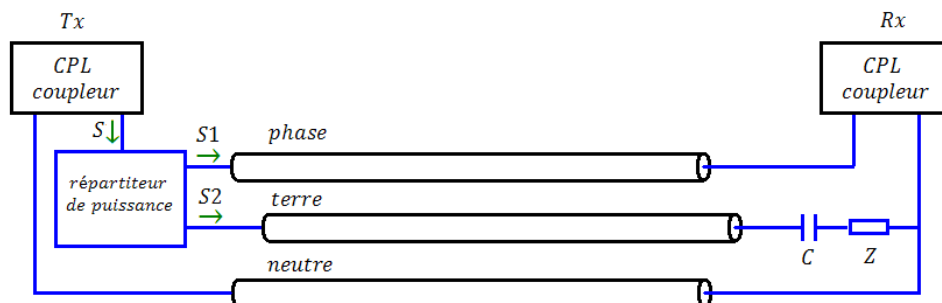 Tx
Rx
CPL
coupleur
CPL
coupleur
S
S1
phase
répartiteur
de puissance
S2
terre
C
Z
neutre